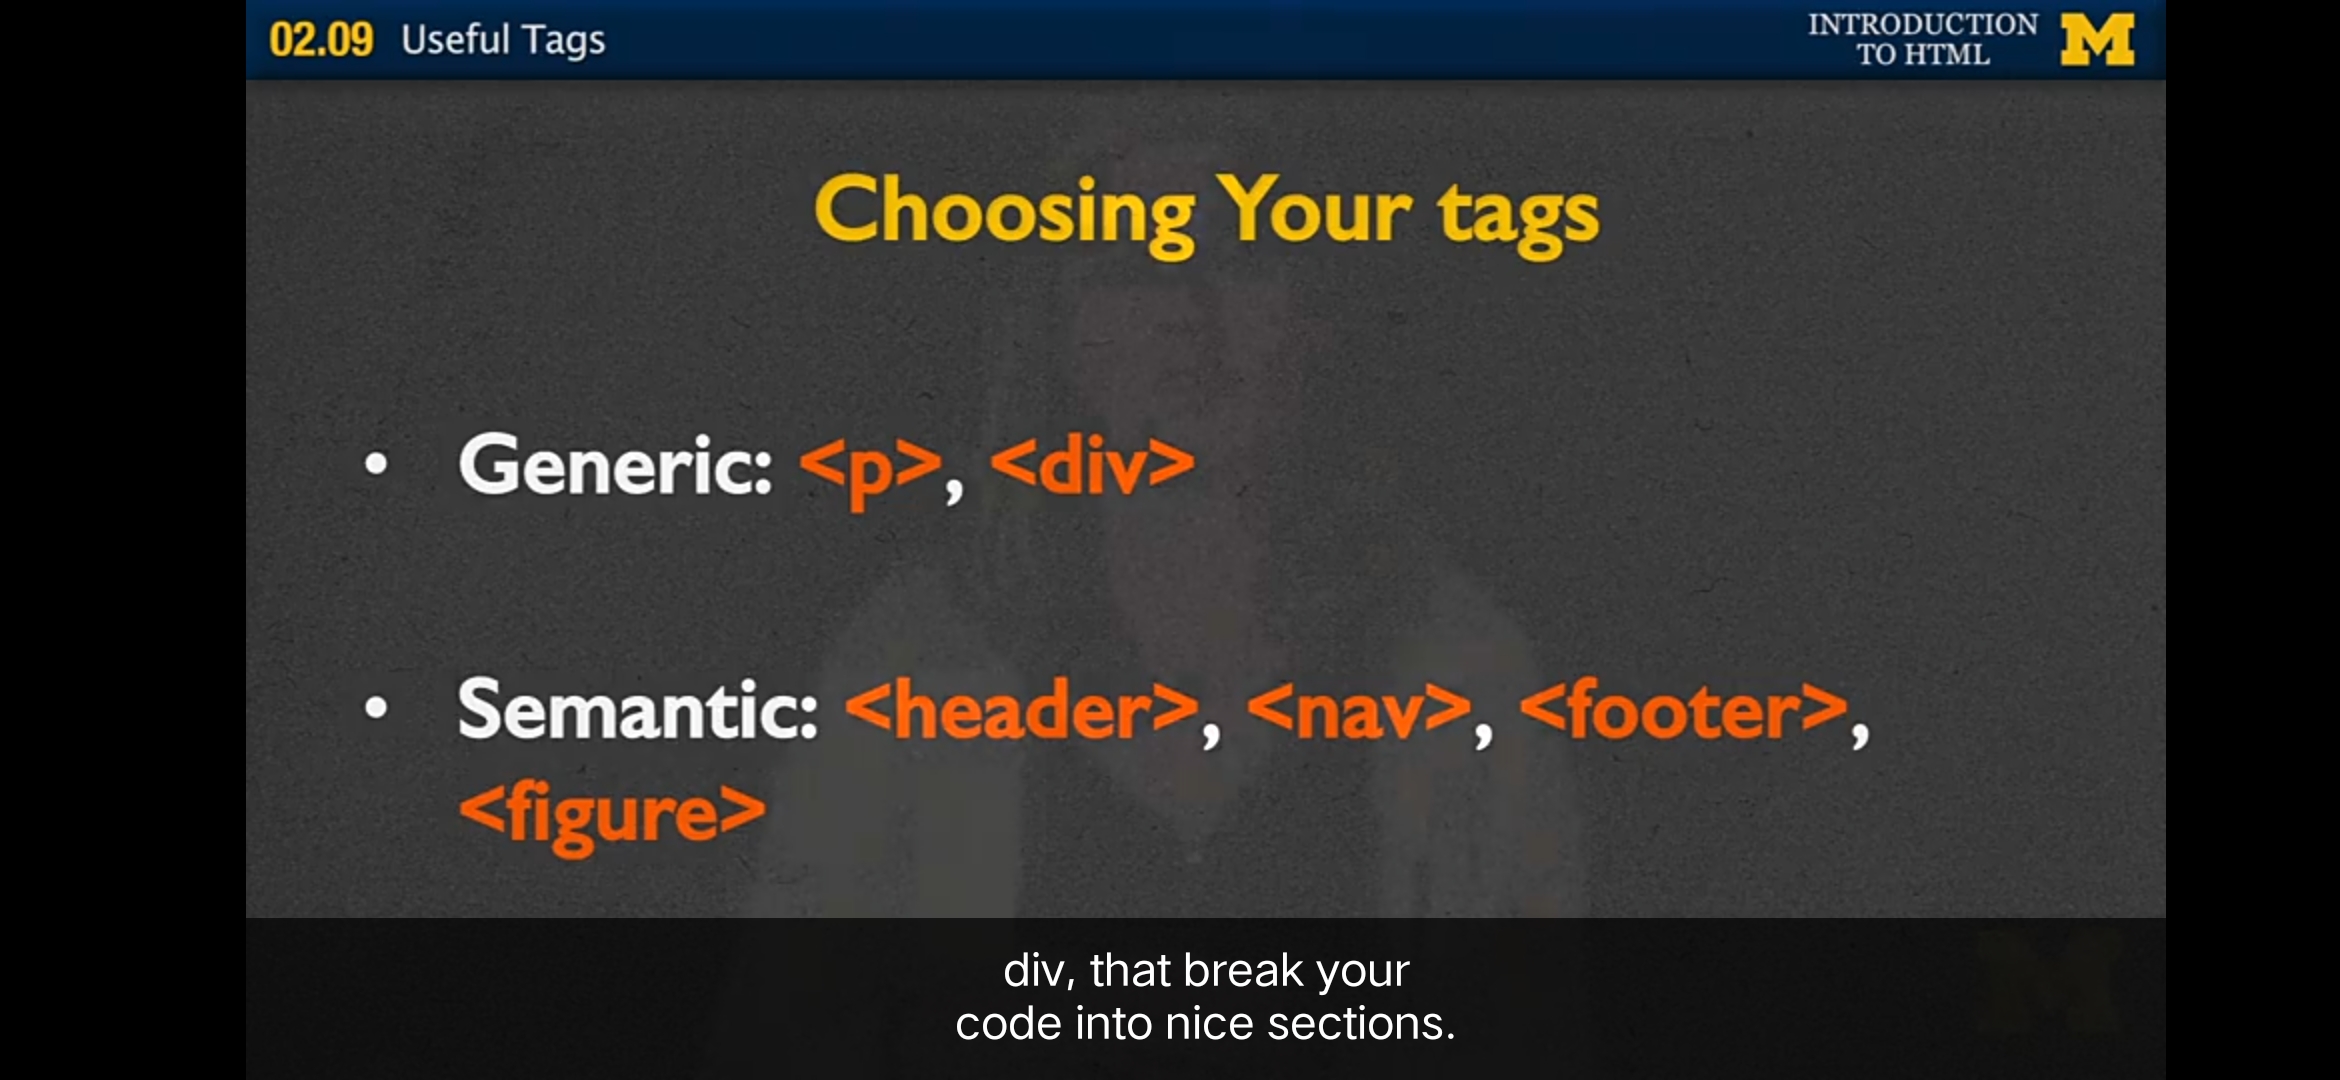 02.09 Useful Tags
INTRODUCTION
TO HTML
M
Choosing Your tags
• Generic: <p>, <div>
• Semantic: <header>, <nav>, <footer>,
<figure>
div, that break your
code into nice sections.